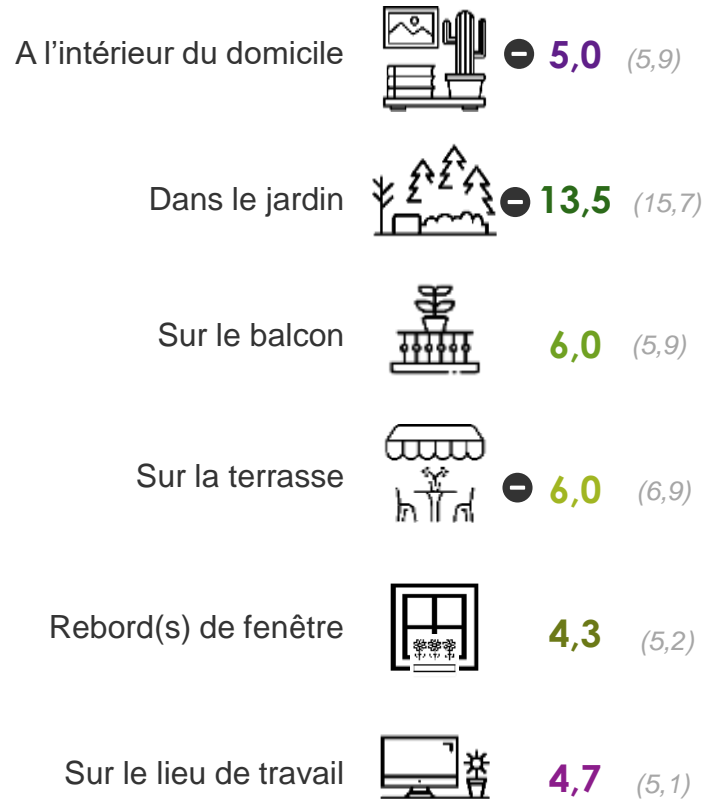 A l’intérieur du domicile 5,0 (5,9)
Dans le jardin 13,5 (15,7)
Sur le balcon 6,0 (5,9)
Sur la terrasse 6,0 (6,9)
Rebord(s) de fenêtre 4,3 (5,2)
Sur le lieu de travail 4,7 (5,1)